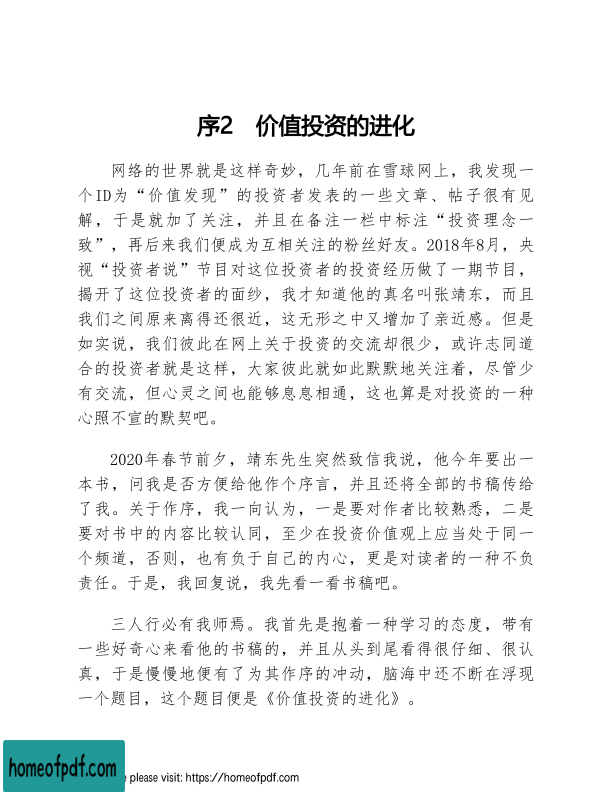 序2 价值投资的进化
网络的世界就是这样奇妙，几年前在雪球网上，我发现一
个ID为“价值发现”的投资者发表的一些文章、帖子很有见
解，于是就加了关注，并且在备注一栏中标注“投资理念一
致”，再后来我们便成为互相关注的粉丝好友。2018年8月，央
视“投资者说”节目对这位投资者的投资经历做了一期节目，
揭开了这位投资者的面纱，我才知道他的真名叫张靖东，而且
我们之间原来离得还很近，这无形之中又增加了亲近感。但是
如实说，我们彼此在网上关于投资的交流却很少，或许志同道
合的投资者就是这样，大家彼此就如此默默地关注着，尽管少
有交流，但心灵之间也能够息息相通，这也算是对投资的一种
心照不宣的默契吧。
2020年春节前夕，靖东先生突然致信我说，他今年要出一
本书，问我是否方便给他作个序言，并且还将全部的书稿传给
了我。关于作序，我一向认为，一是要对作者比较熟悉，二是
要对书中的内容比较认同，至少在投资价值观上应当处于同一
个频道，否则，也有负于自己的内心，更是对读者的一种不负
责任。于是，我回复说，我先看一看书稿吧。
三人行必有我师焉。我首先是抱着一种学习的态度，带有
一些好奇心来看他的书稿的，并且从头到尾看得很仔细、很认
真，于是慢慢地便有了为其作序的冲动，脑海中还不断在浮现
一个题目，这个题目便是《价值投资的进化》。
homeofpdf.com
e please visit: https://homeofpdf.com